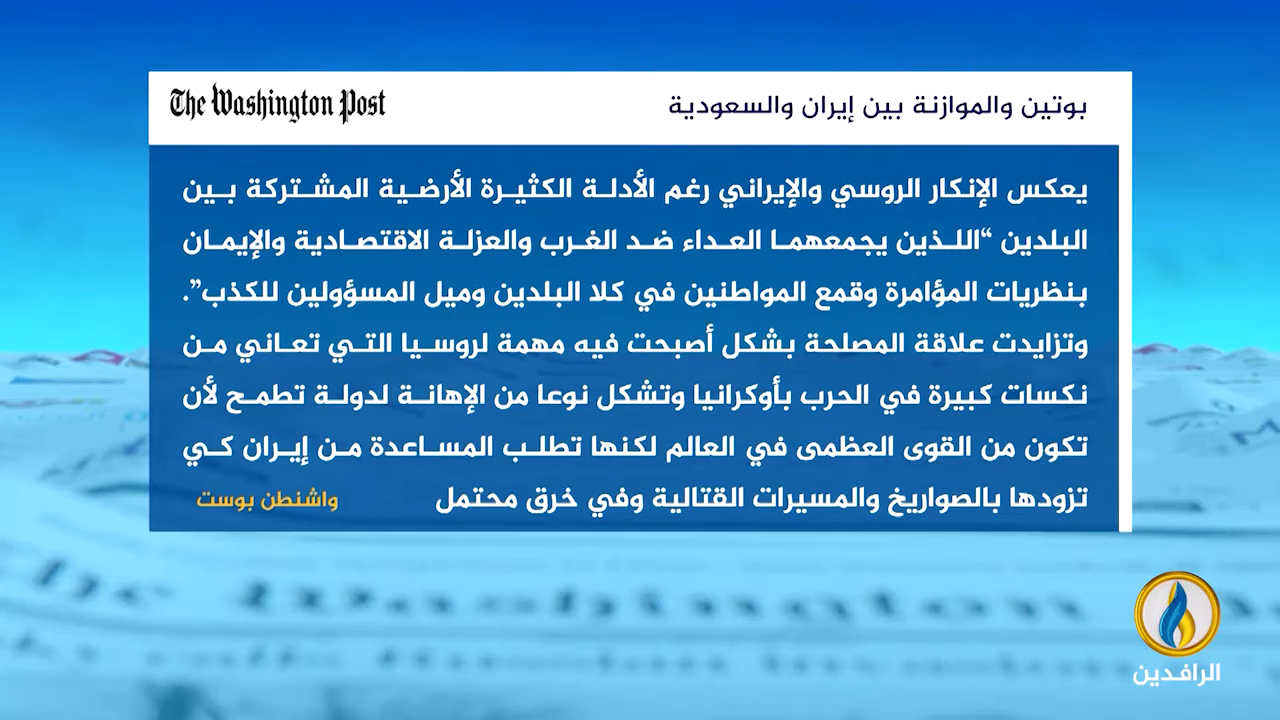 The Washington Post
بوتين والموازنة بين إيران والسعودية
يعكس الإنكار الروسي والإيراني رغم الأدلة الكثيرة الأرضية المشتركة بين
البلدين “اللذين يجمعهما العداء ضد الغرب والعزلة الاقتصادية والإيمان
بنظريات المؤامرة وقمع المواطنين في كلا البلدين وميل المسؤولين للكذب”.
وتزايدت علاقة المصلحة بشكل أصبحت فيه مهمة لروسيا التي تعاني من
نكسات كبيرة في الحرب بأوكرانيا وتشكل نوعا من الإهانة لدولة تطمح لأن
تكون من القوى العظمى في العالم لكنها تطلب المساعدة من إيران كي
تزودها بالصواريخ والمسيرات القتالية وفي خرق محتمل
واشنطن بوست
الرافدين